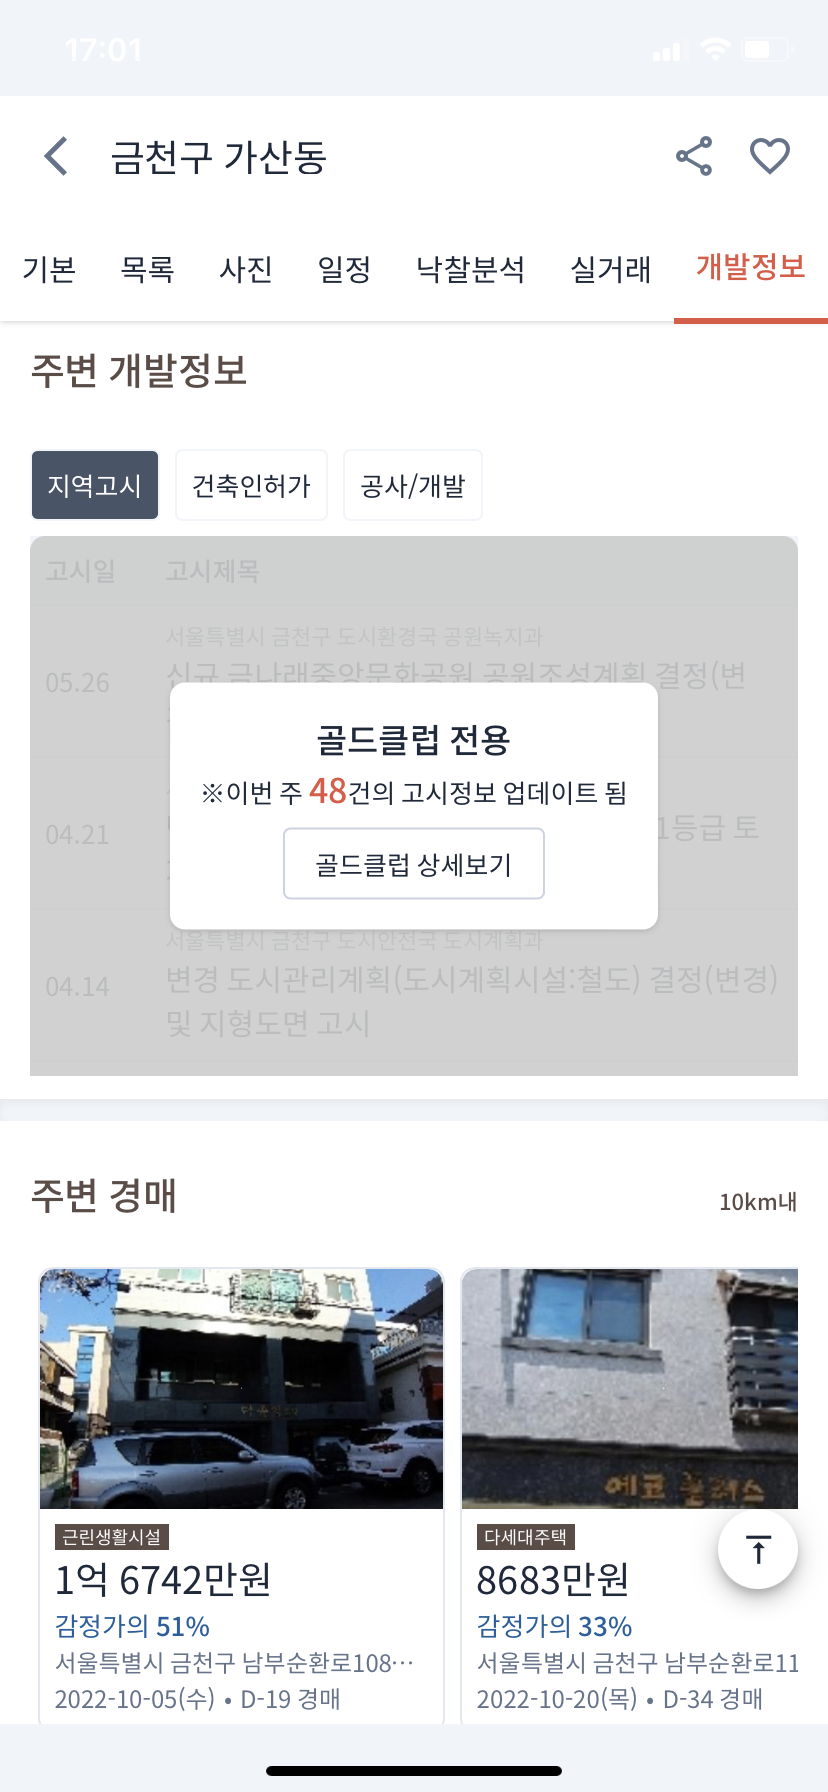 17:01
금천구 가산동
기본 목록 사진 일정 낙찰분석 실거래 개발정보
주변 개발정보
지역고시 건축인허가 공사/개발
고시일 고시제목
서울특별시 금천구 도시환경국 공원녹지과
05.26 신규 금나래중앙문화공원 공원조성계획 결정(변
골드클럽 전용
※이번 주 48건의 고시정보 업데이트 됨
04.21 1등급 토
골드클럽 상세보기
서울특별시 금천구 도시안전국 도시계획과
04.14 변경 도시관리계획(도시계획시설:철도) 결정(변경)
및 지형도면 고시
주변 경매 10km내
에코
근린생활시설
1억 6742만원
감정가의 51%
서울특별시 금천구 남부순환로108…
2022-10-05(수) • D-19 경매
다세대주택
8683만원
감정가의 33%
서울특별시 금천구 남부순환로11
2022-10-20(목) • D-34 경매